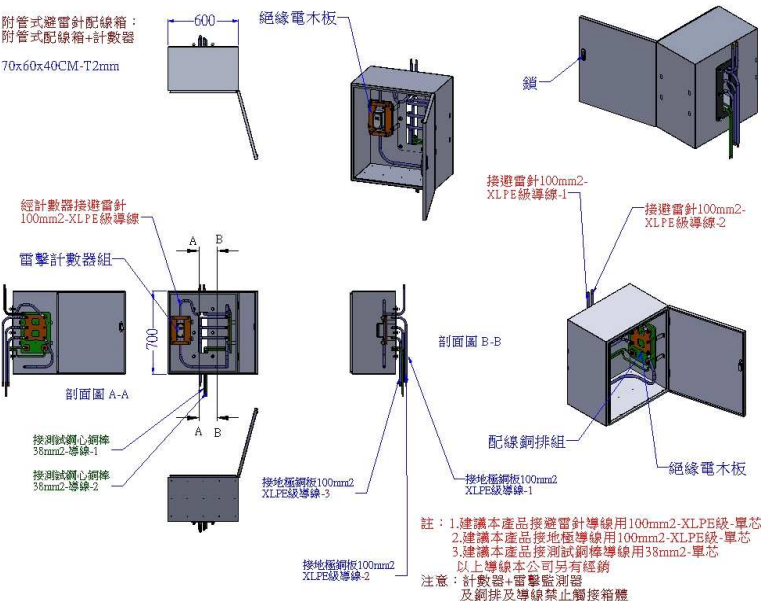 附管式避雷針配線箱：
附管式配線箱+計數器
70x60x40CM-T2mm
600
絕緣電木板
鎖
經計數器接避雷針
100mm2-XLPE級導線
雷擊計數器組
A
B
700
A
B
剖面圖 A-A
剖面圖 B-B
接避雷針100mm2-
XLPE級導線-1
接避雷針100mm2-
XLPE級導線-2
接測試鋼心銅棒
38mm2-導線-1
接測試鋼心銅棒
38mm2-導線-2
接地極銅板100mm2
XLPE級導線-3
接地極銅板100mm2
XLPE級導線-1
接地極銅板100mm2
XLPE級導線-2
配線銅排組
絕緣電木板
註：1.建議本產品接避雷針導線用100mm2-XLPE級-單芯
2.建議本產品接地極導線用100mm2-XLPE級-單芯
3.建議本產品接測試銅棒導線用38mm2-單芯
以上導線本公司另有經銷
注意：計數器+雷擊監測器
及銅排及導線禁止觸接箱體